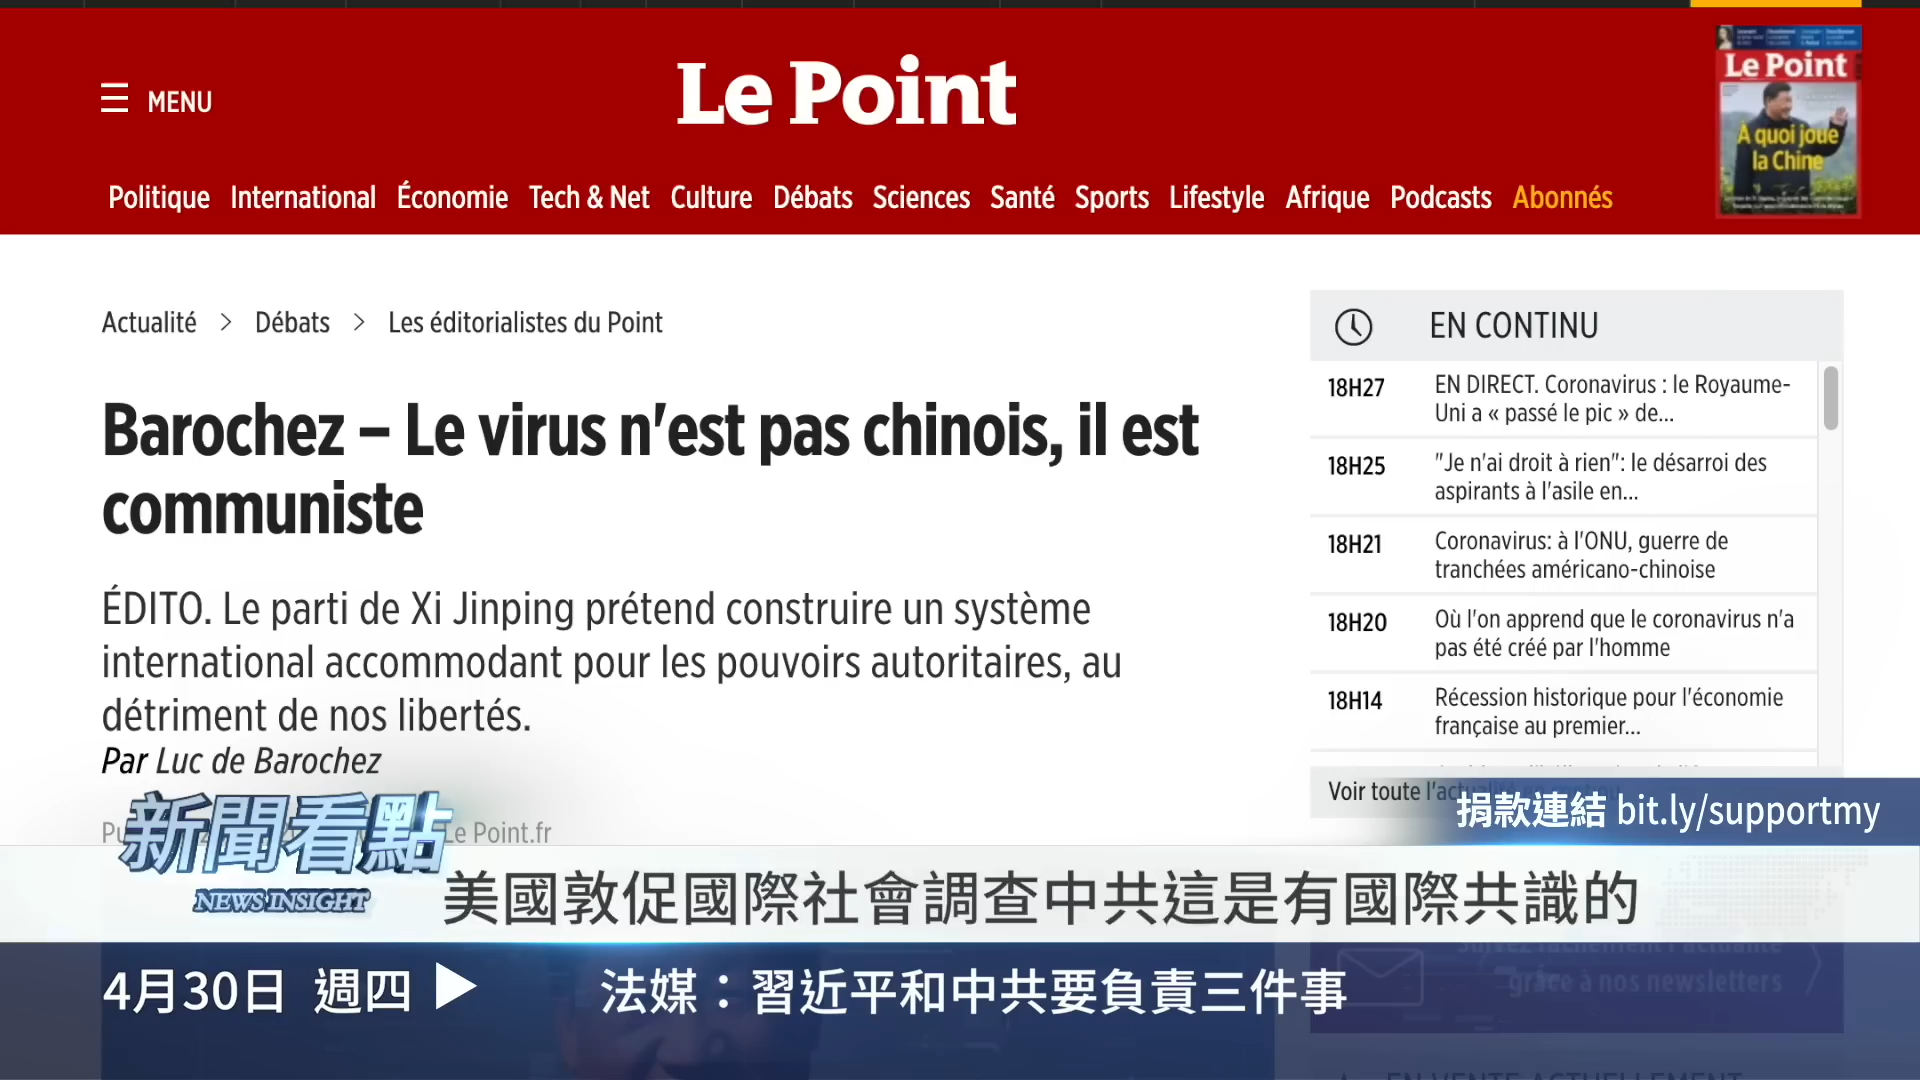 MENU
Le Point
Le Point
À quoi joue
la Chine
Politique International Économie Tech & Net Culture Débats Sciences Santé Sports Lifestyle Afrique Podcasts Abonnés
Actualité > Débats > Les éditorialistes du Point
Barochez – Le virus n'est pas chinois, il est
communiste
ÉDITO. Le parti de Xi Jinping prétend construire un système
international accommodant pour les pouvoirs autoritaires, au
détriment de nos libertés.
Par Luc de Barochez
Le Point.fr
EN CONTINU
18H27 EN DIRECT. Coronavirus : le Royaume-
Uni a « passé le pic » de...
18H25 "Je n'ai droit à rien": le désarroi des
aspirants à l'asile en...
18H21 Coronavirus: à l'ONU, guerre de
tranchées américano-chinoise
18H20 Où l'on apprend que le coronavirus n'a
pas été créé par l'homme
18H14 Récession historique pour l'économie
française au premier...
Voir toute l'actualité en continu
捐款連結 bit.ly/supportmy
新聞看點
NEWS INSIGHT
美國敦促國際社會調查中共這是有國際共識的
grâce à nos newsletters
4月30日 週四 ▶ 法媒：習近平和中共要負責三件事